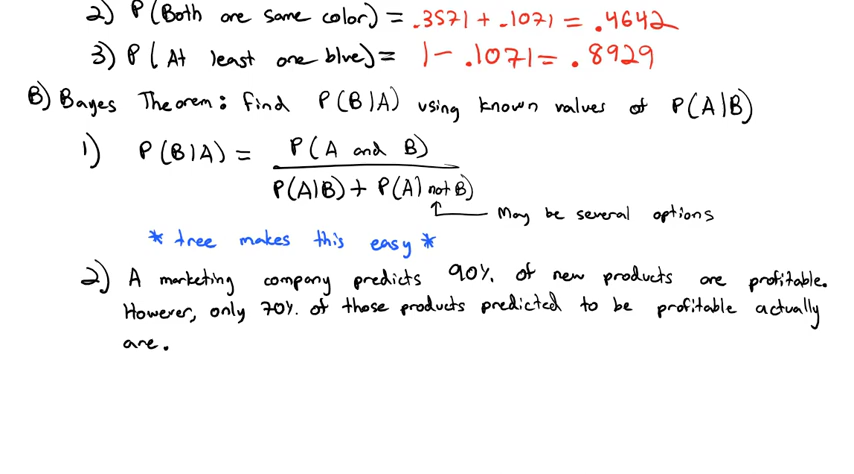 2) P(Both are same color) = .3571 + .1071 = .4642
3) P( At least one blue) = 1 - .1071 = .8929
B) Bayes Theorem: Find P(B|A) using known values of P(A|B)
1) P(B|A) = P(A and B)
P(A|B) + P(A| not B)
May be several options
* tree makes this easy *
2) A marketing company predicts 90% of new products are profitable.
However, only 70% of those products predicted to be profitable actually
are.